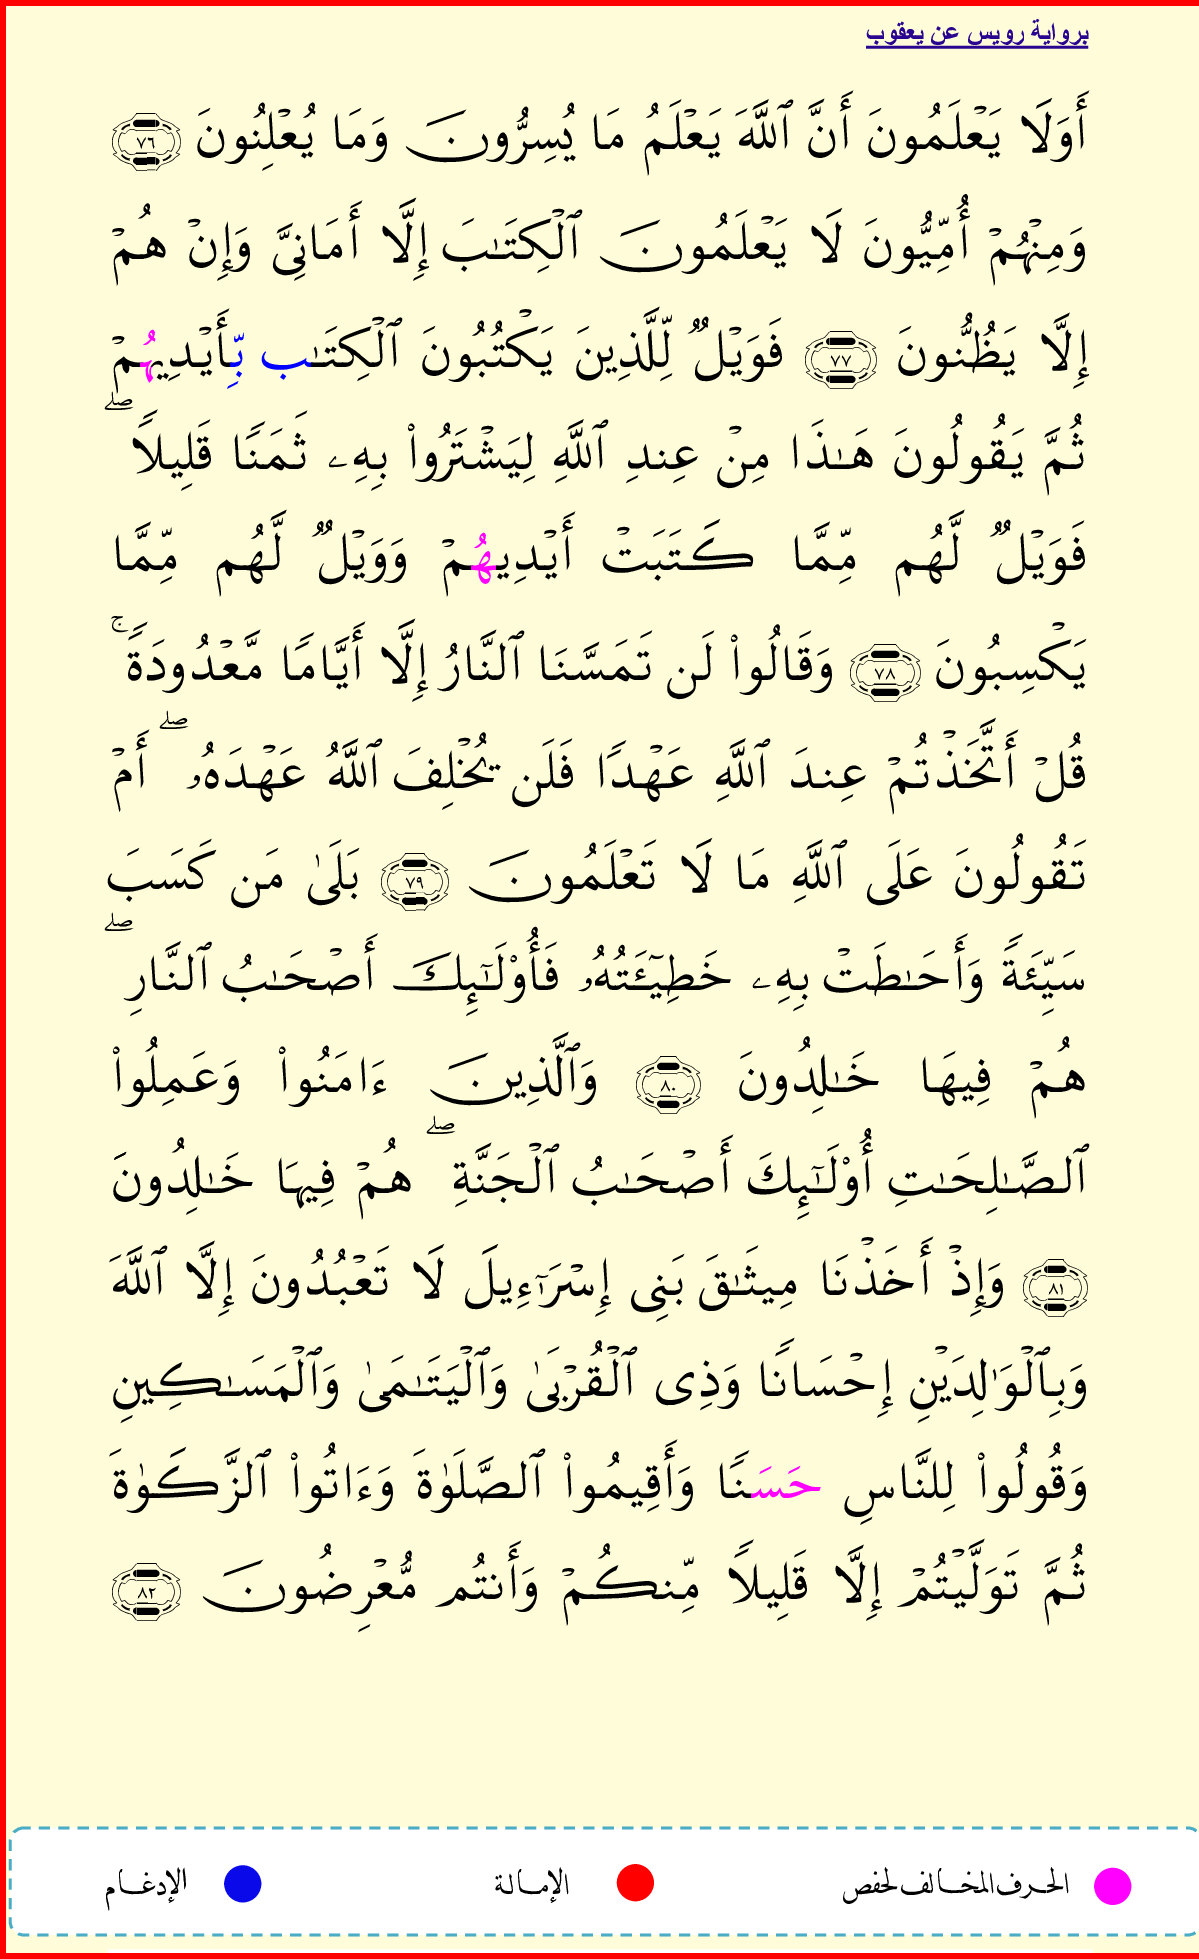 برواية رويس عن يعقوب
أَوَلَا يَعْلَمُونَ أَنَّ ٱللَّهَ يَعْلَمُ مَا يُسِرُّونَ وَمَا يُعْلِنُونَ ٧٦
وَمِنْهُمْ أُمِّيُّونَ لَا يَعْلَمُونَ ٱلْكِتَـٰبَ إِلَّا أَمَانِىَّ وَإِنْ هُمْ
إِلَّا يَظُنُّونَ ٧٧ فَوَيْلٌ لِّلَّذِينَ يَكْتُبُونَ ٱلْكِتَـٰب بِّأَيْدِيهُمْ
ثُمَّ يَقُولُونَ هَـٰذَا مِنْ عِندِ ٱللَّهِ لِيَشْتَرُوا۟ بِهِۦ ثَمَنًا قَلِيلًا ۖ
فَوَيْلٌ لَّهُم مِّمَّا كَتَبَتْ أَيْدِيهُمْ وَوَيْلٌ لَّهُم مِّمَّا
يَكْسِبُونَ ٧٨ وَقَالُوا۟ لَن تَمَسَّنَا ٱلنَّارُ إِلَّا أَيَّامًا مَّعْدُودَةً ۚ
قُلْ أَتَّخَذْتُمْ عِندَ ٱللَّهِ عَهْدًا فَلَن يُخْلِفَ ٱللَّهُ عَهْدَهُۥ ۖ أَمْ
تَقُولُونَ عَلَى ٱللَّهِ مَا لَا تَعْلَمُونَ ٧٩ بَلَىٰ مَن كَسَبَ
سَيِّئَةً وَأَحَـٰطَتْ بِهِۦ خَطِيٓـَٔتُهُۥ فَأُو۟لَـٰٓئِكَ أَصْحَـٰبُ ٱلنَّارِ ۖ
هُمْ فِيهَا خَـٰلِدُونَ ٨٠ وَٱلَّذِينَ ءَامَنُوا۟ وَعَمِلُوا۟
ٱلصَّـٰلِحَـٰتِ أُو۟لَـٰٓئِكَ أَصْحَـٰبُ ٱلْجَنَّةِ ۖ هُمْ فِيهَا خَـٰلِدُونَ
٨١ وَإِذْ أَخَذْنَا مِيثَـٰقَ بَنِى إِسْرَٰٓءِيلَ لَا تَعْبُدُونَ إِلَّا ٱللَّهَ
وَبِٱلْوَٰلِدَيْنِ إِحْسَانًا وَذِى ٱلْقُرْبَىٰ وَٱلْيَتَـٰمَىٰ وَٱلْمَسَـٰكِينِ
وَقُولُوا۟ لِلنَّاسِ حَسَنًا وَأَقِيمُوا۟ ٱلصَّلَوٰةَ وَءَاتُوا۟ ٱلزَّكَوٰةَ
ثُمَّ تَوَلَّيْتُمْ إِلَّا قَلِيلًا مِّنكُمْ وَأَنتُم مُّعْرِضُونَ ٨٢
الحرف المخالف لحفص الإمالة الإدغام